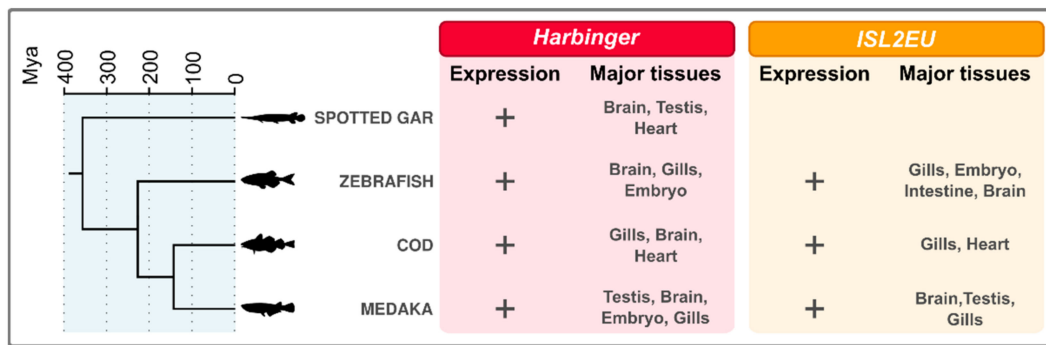 Harbinger
ISL2EU
Mya
400
300
200
100
0
Expression
Major tissues
Expression
Major tissues
SPOTTED GAR
+
Brain, Testis,
Heart
ZEBRAFISH
+
Brain, Gills,
Embryo
+
Gills, Embryo,
Intestine, Brain
COD
+
Gills, Brain,
Heart
+
Gills, Heart
MEDAKA
+
Testis, Brain,
Embryo, Gills
+
Brain,Testis,
Gills